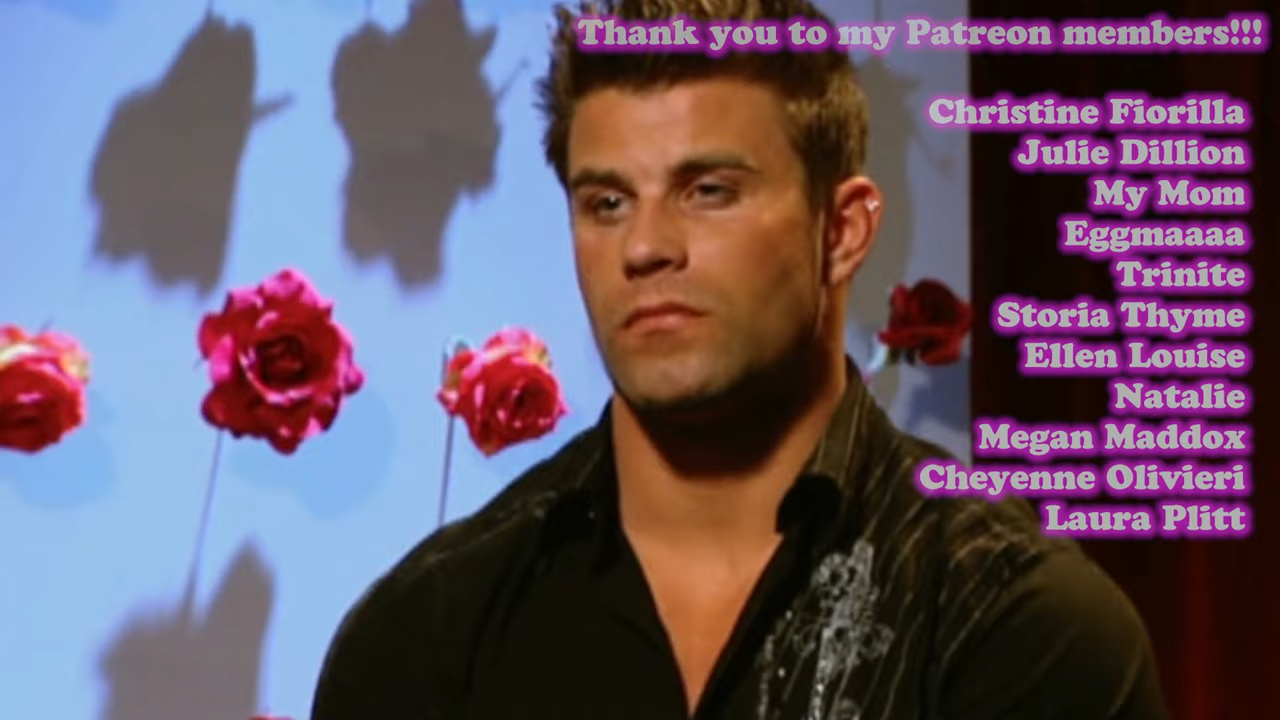 Thank you to my Patreon members!!!
Christine Fiorilla
Julie Dillion
My Mom
Eggmaaaa
Trinite
Storia Thyme
Ellen Louise
Natalie
Megan Maddox
Cheyenne Olivieri
Laura Plitt